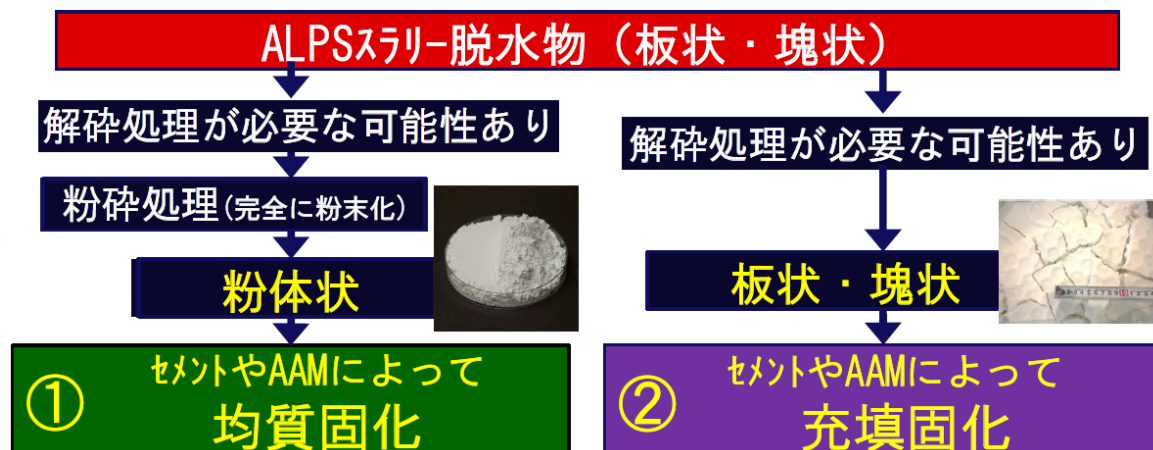 ALPSｽﾗﾘｰ脱水物（板状・塊状）
解砕処理が必要な可能性あり
粉砕処理(完全に粉末化)
粉体状
① ｾﾒﾝﾄやAAMによって
均質固化
解砕処理が必要な可能性あり
板状・塊状
② ｾﾒﾝﾄやAAMによって
充填固化